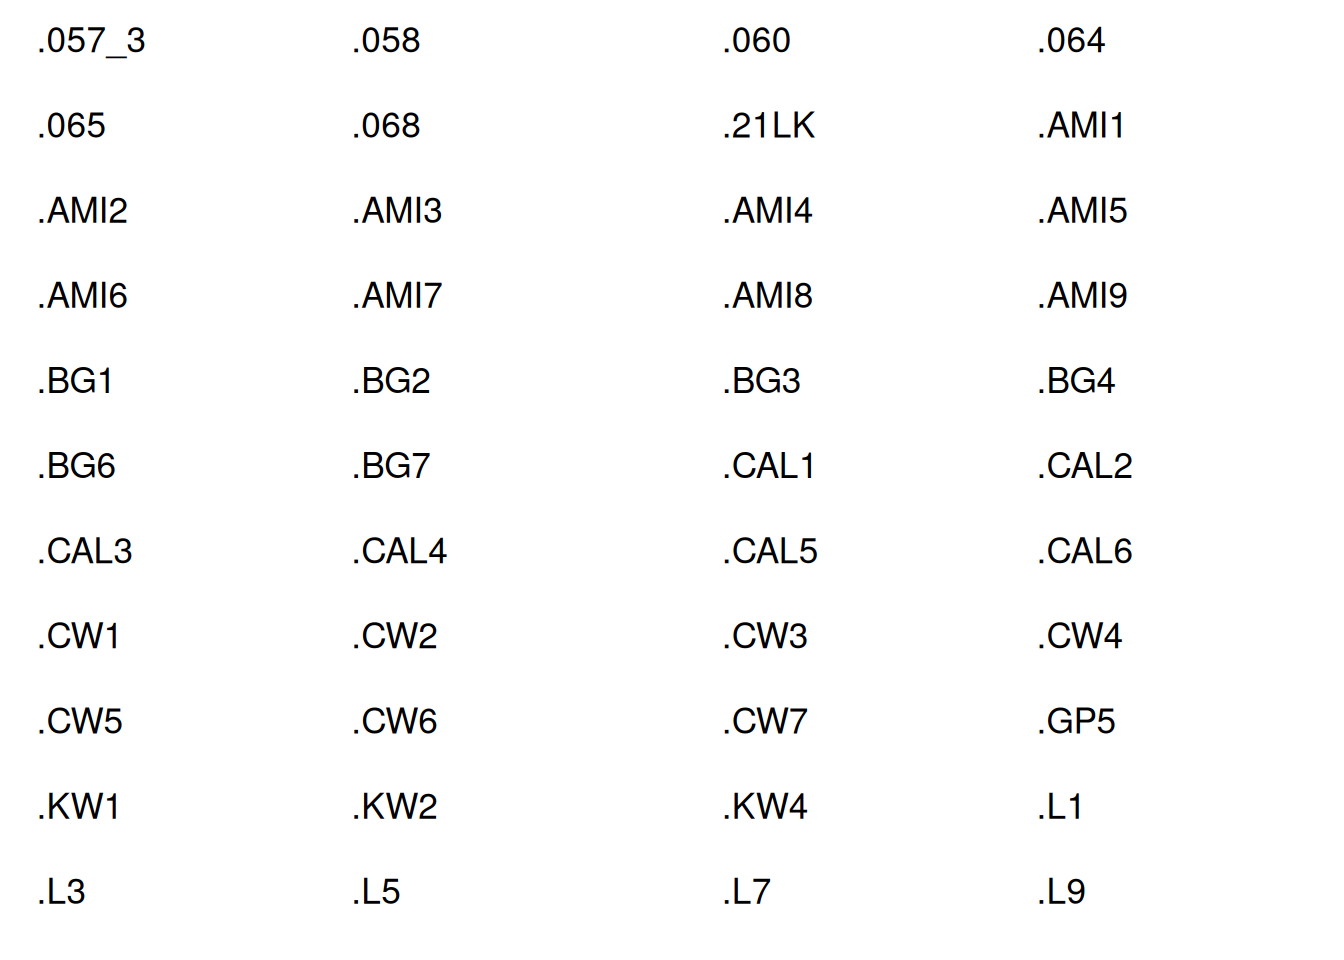 .057_3 .058 .060 .064
.065 .068 .21LK .AMI1
.AMI2 .AMI3 .AMI4 .AMI5
.AMI6 .AMI7 .AMI8 .AMI9
.BG1 .BG2 .BG3 .BG4
.BG6 .BG7 .CAL1 .CAL2
.CAL3 .CAL4 .CAL5 .CAL6
.CW1 .CW2 .CW3 .CW4
.CW5 .CW6 .CW7 .GP5
.KW1 .KW2 .KW4 .L1
.L3 .L5 .L7 .L9